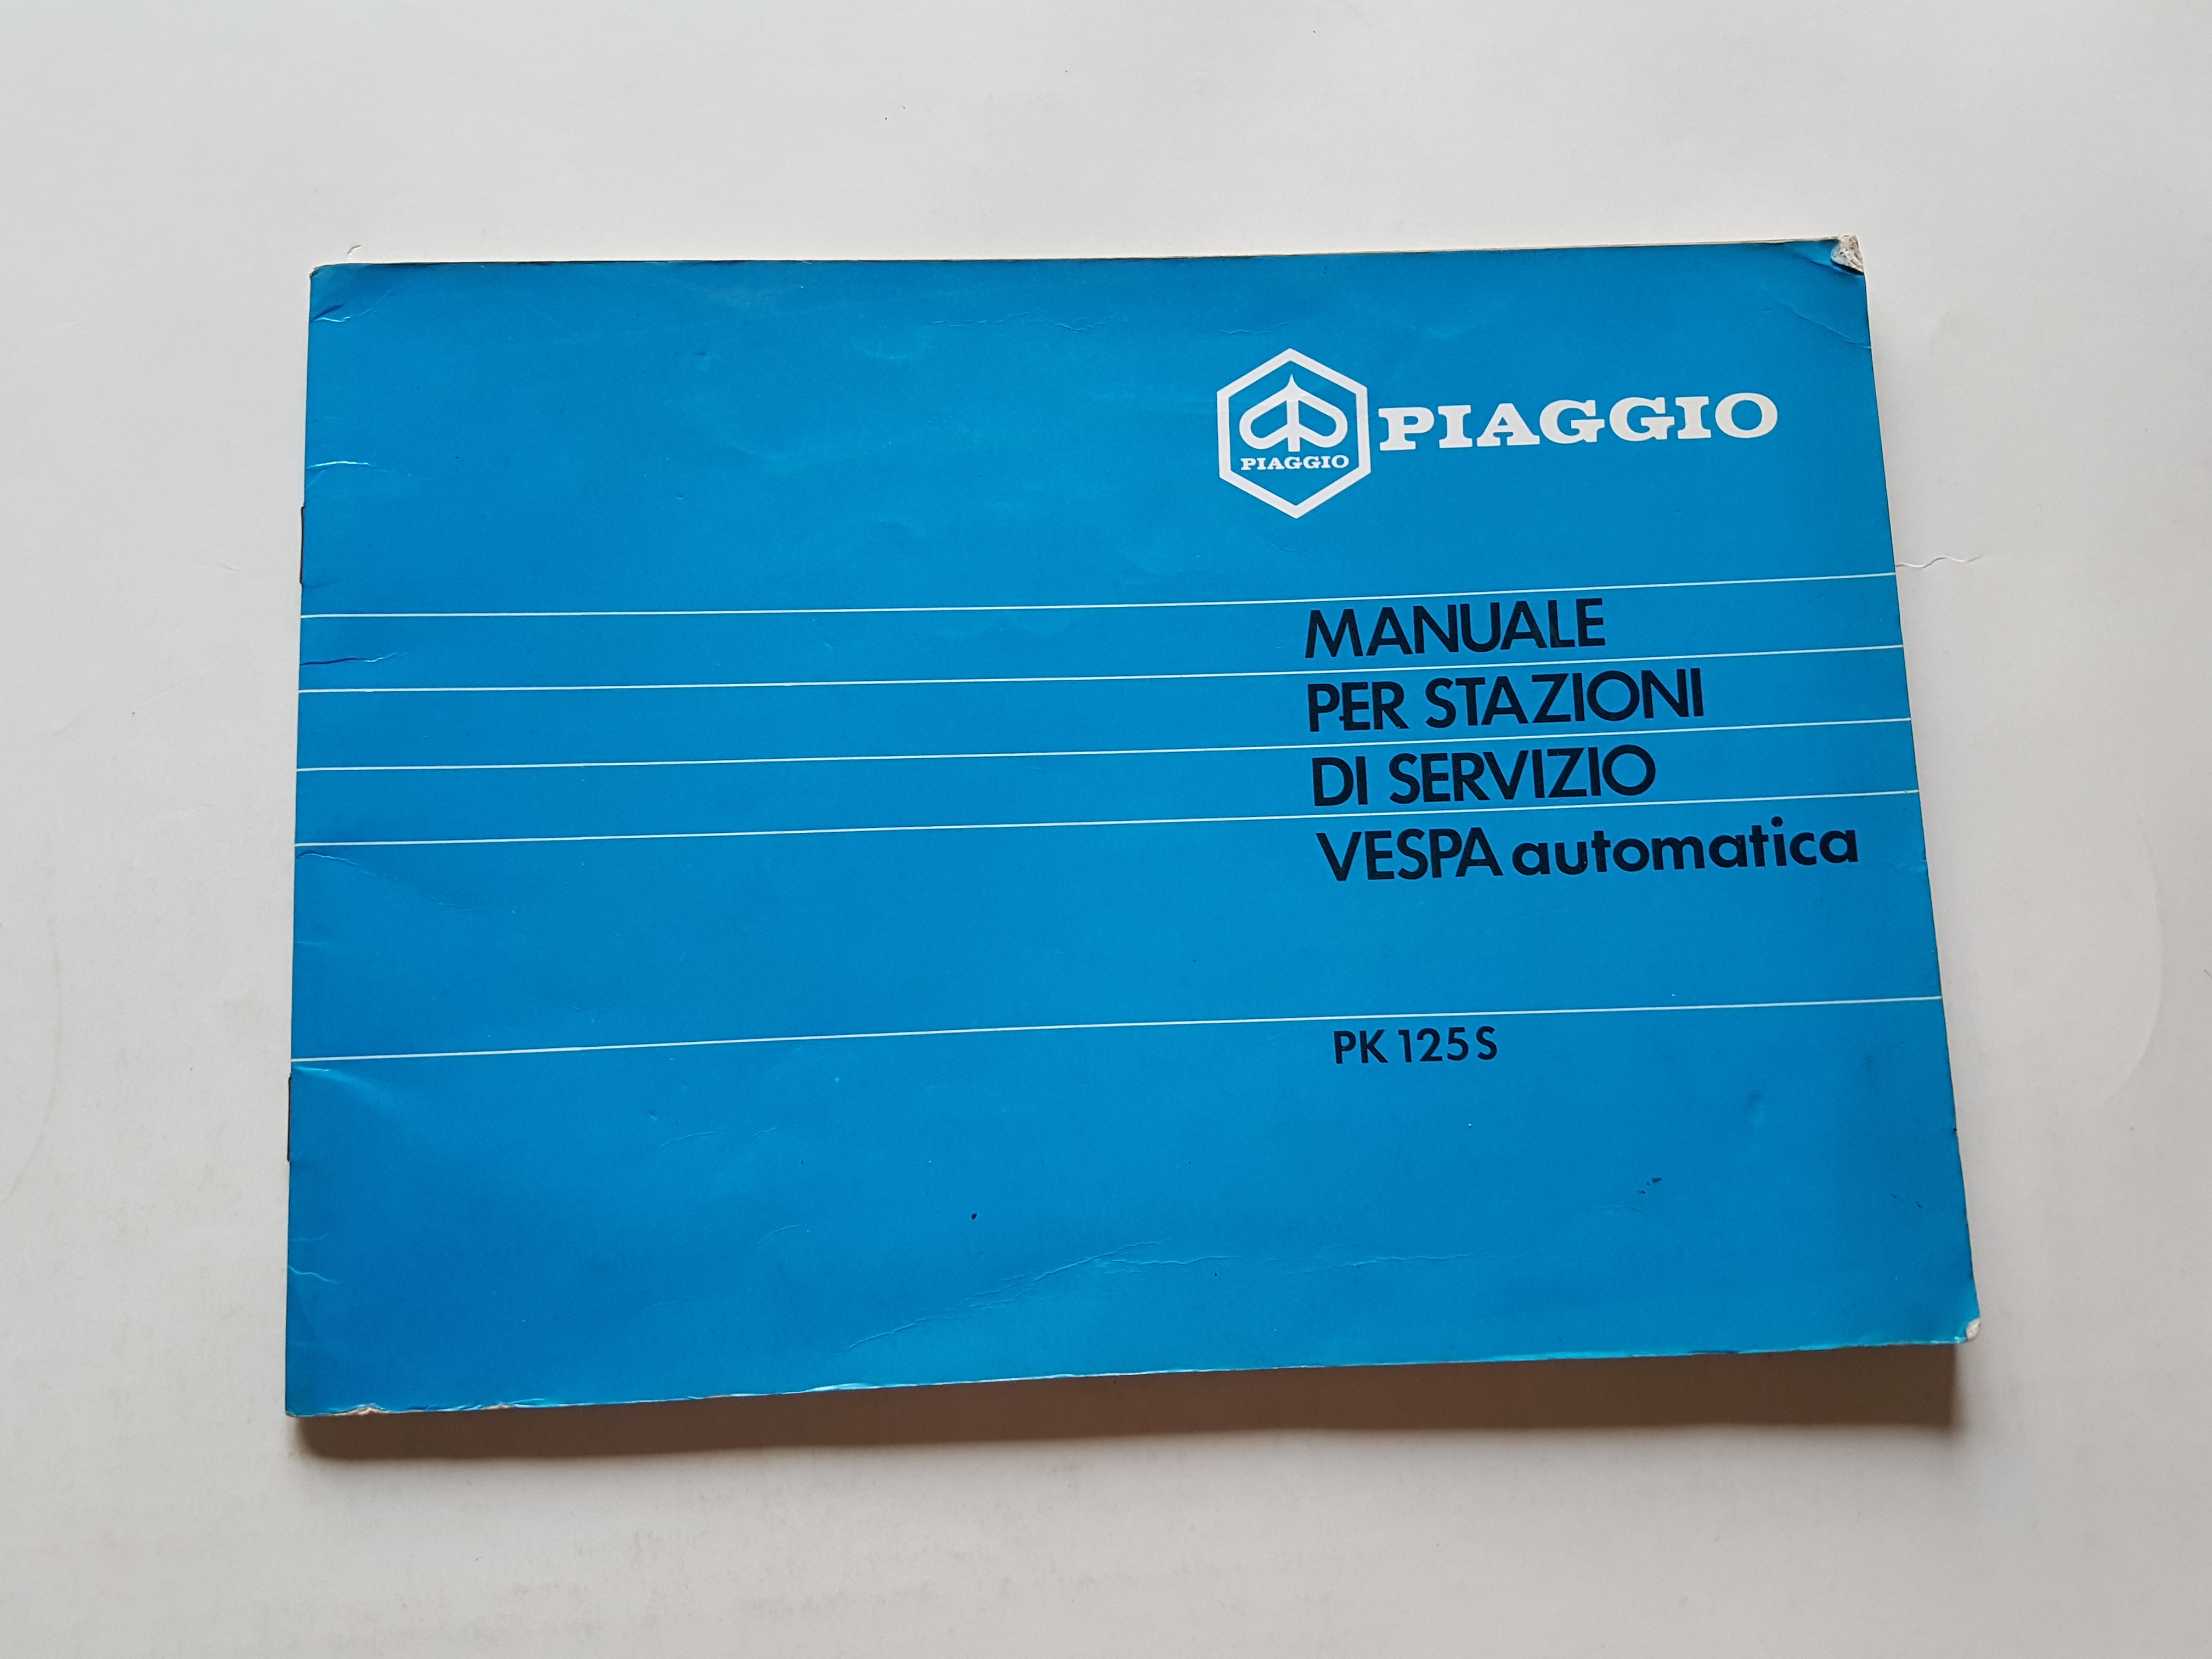 PIAGGIO
PIAGGIO
MANUALE
PER STAZIONI
DI SERVIZIO
VESPA automatica
PK 125 S